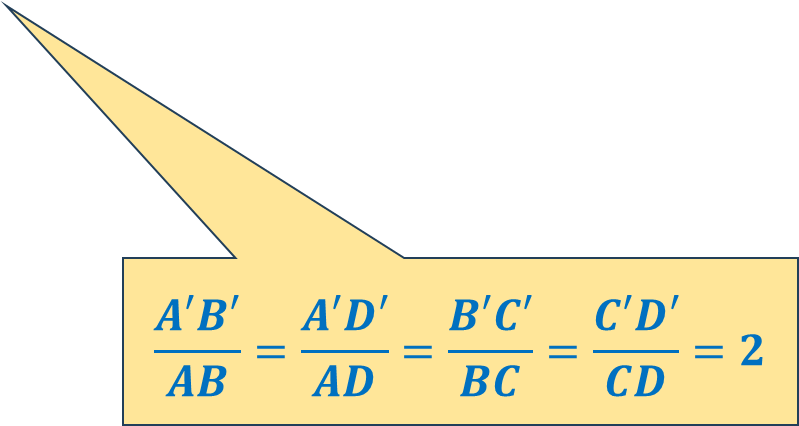 A′B′/AB = A′D′/AD = B′C′/BC = C′D′/CD = 2